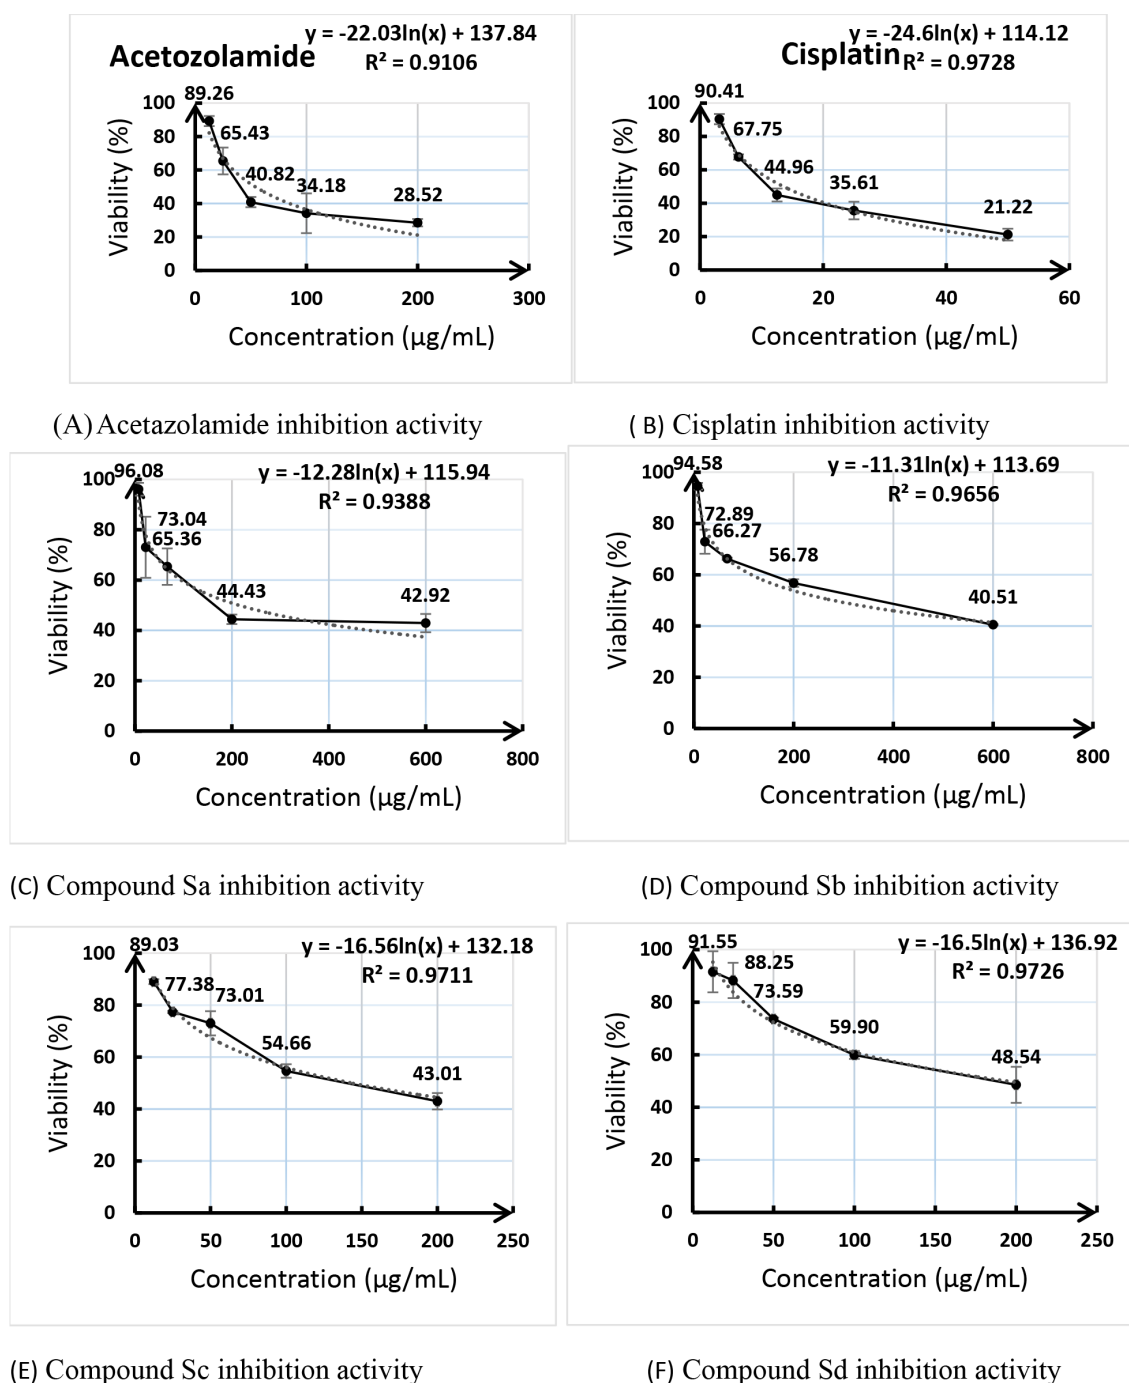 y = -22.03ln(x) + 137.84
Acetozolamide
R² = 0.9106
89.26
100
80
60
40
20
0
65.43
40.82
34.18
28.52
Viability (%)
0 100 200 300
Concentration (µg/mL)
y = -24.6ln(x) + 114.12
Cisplatin
R² = 0.9728
90.41
100
80
60
40
20
0
67.75
44.96
35.61
21.22
Viability (%)
0 20 40 60
Concentration (µg/mL)
(A) Acetazolamide inhibition activity
( B) Cisplatin inhibition activity
y = -12.28ln(x) + 115.94
R² = 0.9388
96.08
100
80
60
40
20
0
73.04
65.36
44.43
42.92
Viability (%)
0 200 400 600 800
Concentration (µg/mL)
y = -11.31ln(x) + 113.69
R² = 0.9656
94.58
100
80
60
40
20
0
72.89
66.27
56.78
40.51
Viability (%)
0 200 400 600 800
Concentration (µg/mL)
(C) Compound Sa inhibition activity
(D) Compound Sb inhibition activity
y = -16.56ln(x) + 132.18
R² = 0.9711
89.03
100
80
60
40
20
0
77.38
73.01
54.66
43.01
Viability (%)
0 50 100 150 200 250
Concentration (µg/mL)
y = -16.5ln(x) + 136.92
R² = 0.9726
91.55
100
80
60
40
20
0
88.25
73.59
59.90
48.54
Viability (%)
0 50 100 150 200 250
Concentration (µg/mL)
(E) Compound Sc inhibition activity
(F) Compound Sd inhibition activity